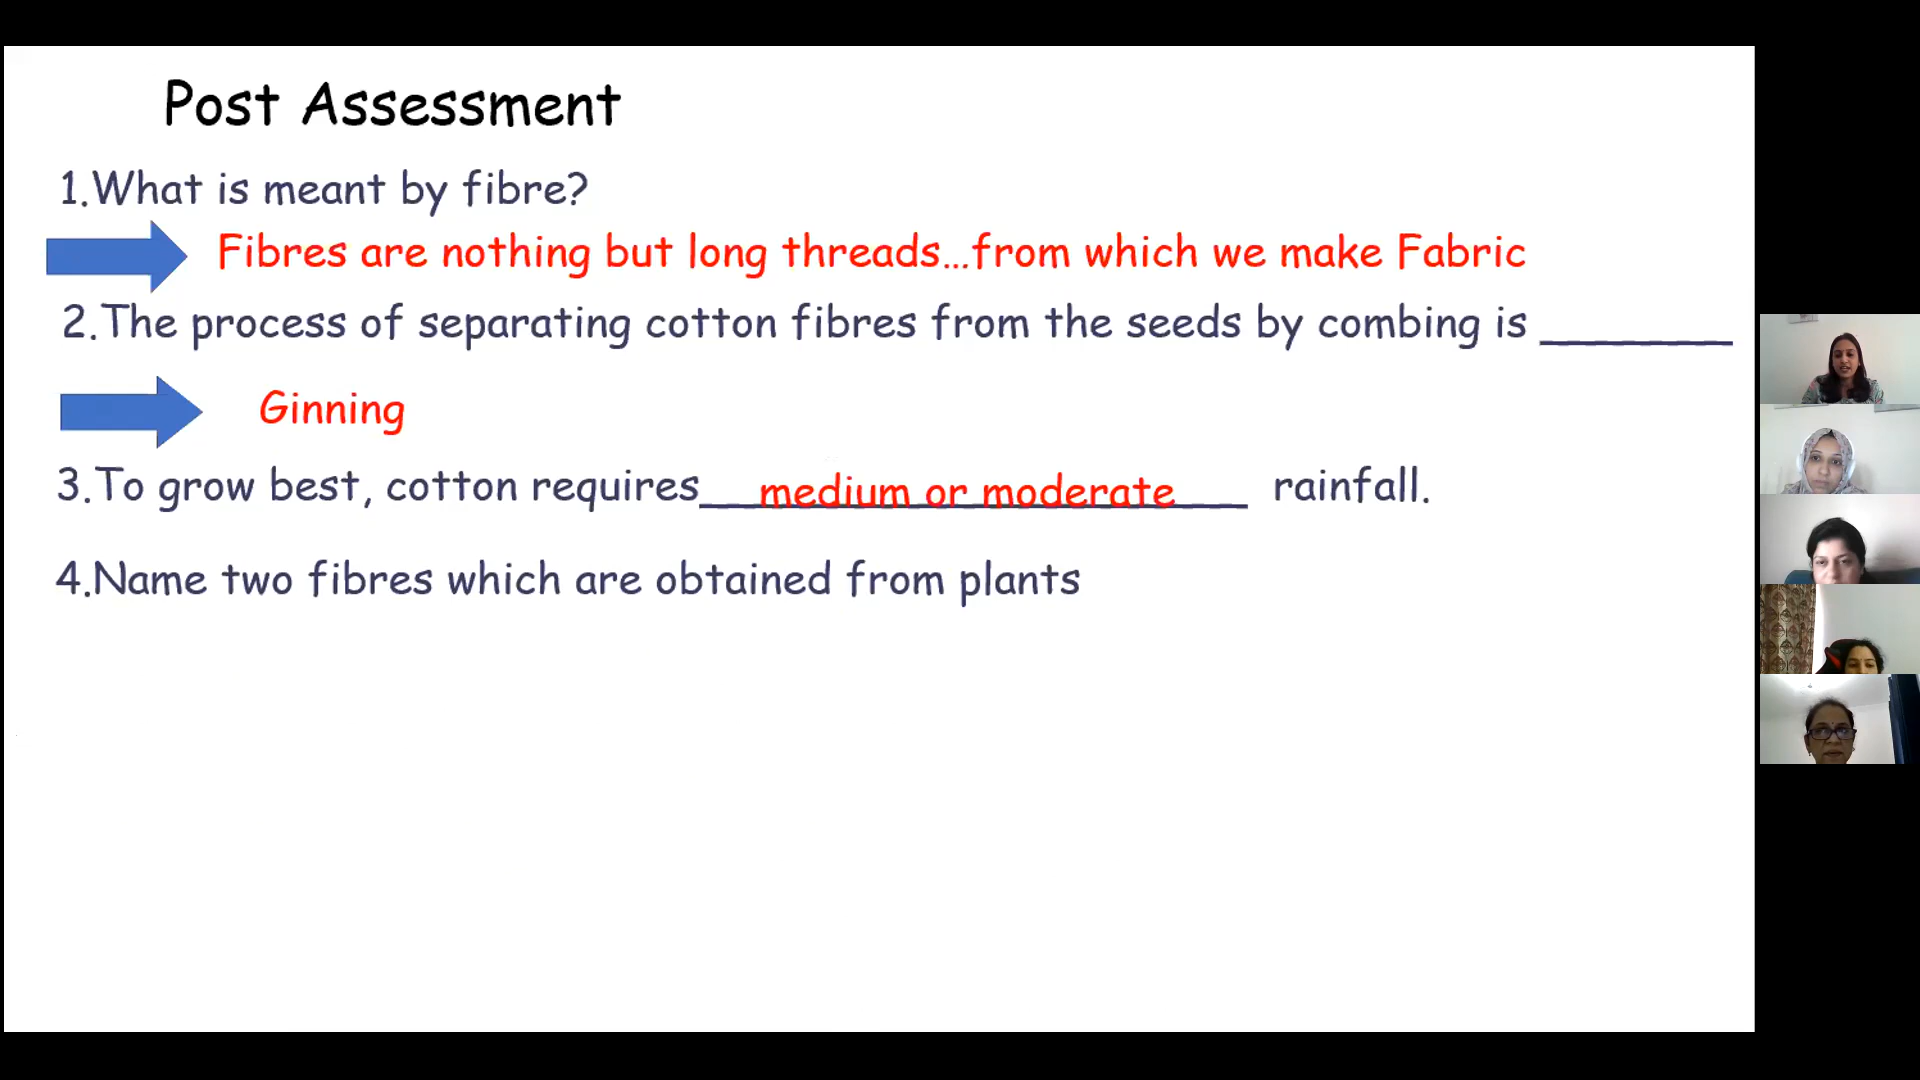 Post Assessment
1.What is meant by fibre?
Fibres are nothing but long threads...from which we make Fabric
2.The process of separating cotton fibres from the seeds by combing is _______
Ginning
3.To grow best, cotton requires__medium or moderate___ rainfall.
4.Name two fibres which are obtained from plants